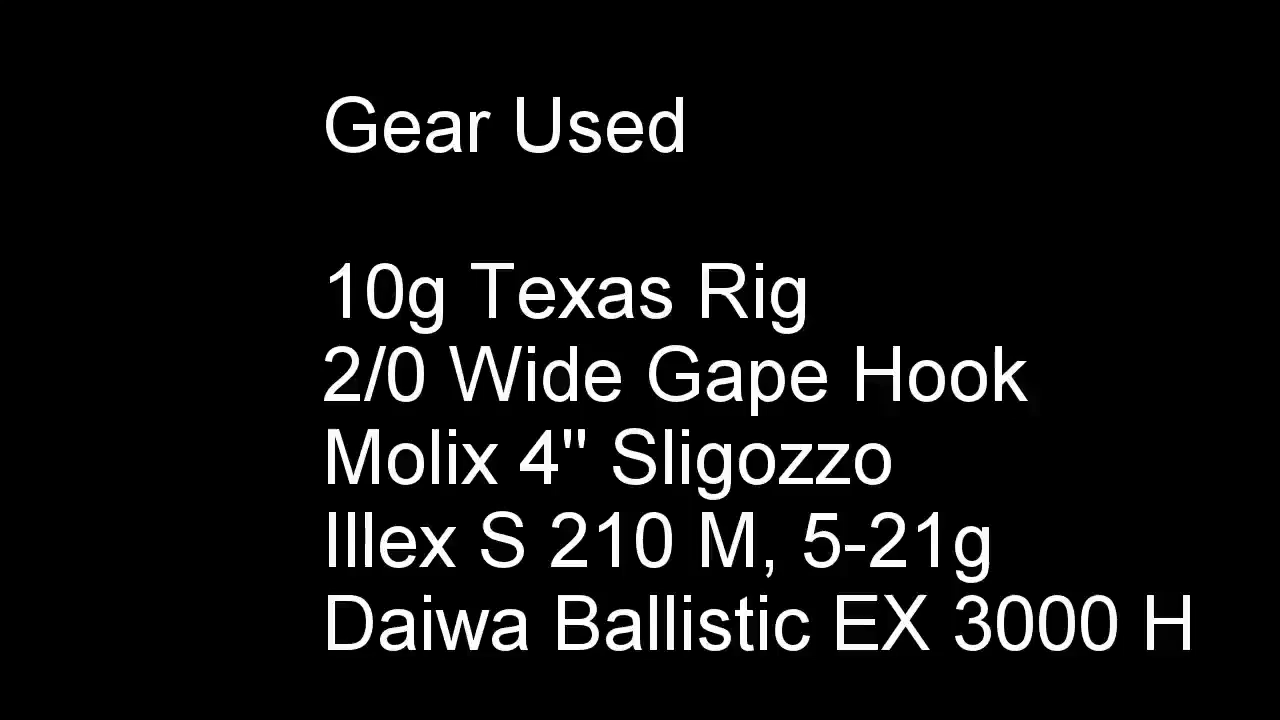 Gear Used
10g Texas Rig
2/0 Wide Gape Hook
Molix 4" Sligozzo
Illex S 210 M, 5-21g
Daiwa Ballistic EX 3000 H